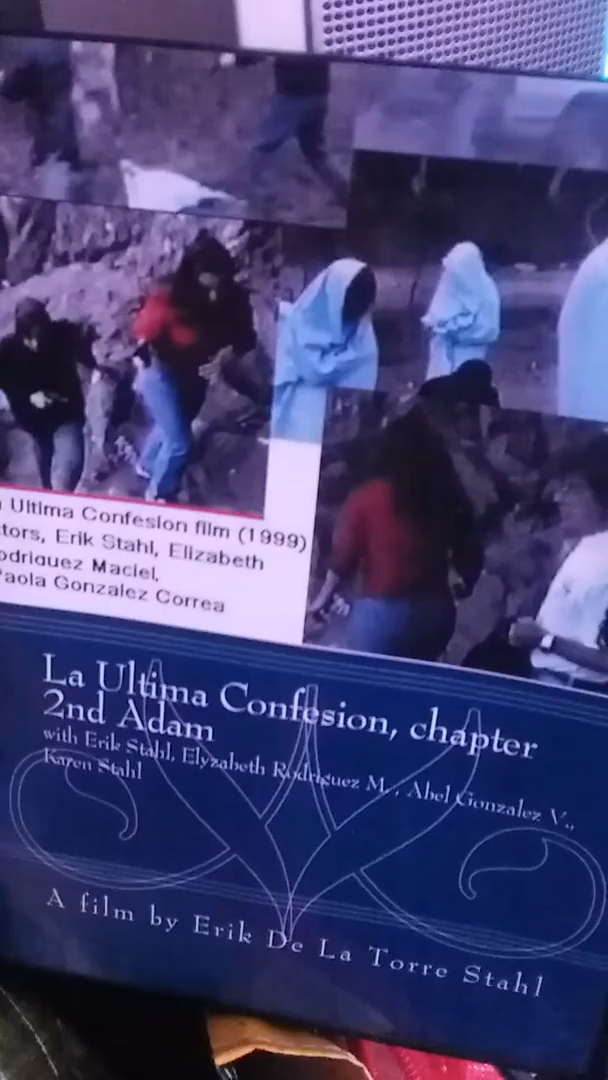 Ultima Confesion film (1999)
tors, Erik Stahl, Elizabeth
odriguez Maciel,
Paola Gonzalez Correa
La Ultima Confesion, chapter
2nd Adam
with Erik Stahl, Elyzabeth Rodriguez M., Abel Gonzalez V.,
Karen Stahl
A film by Erik De La Torre Stahl